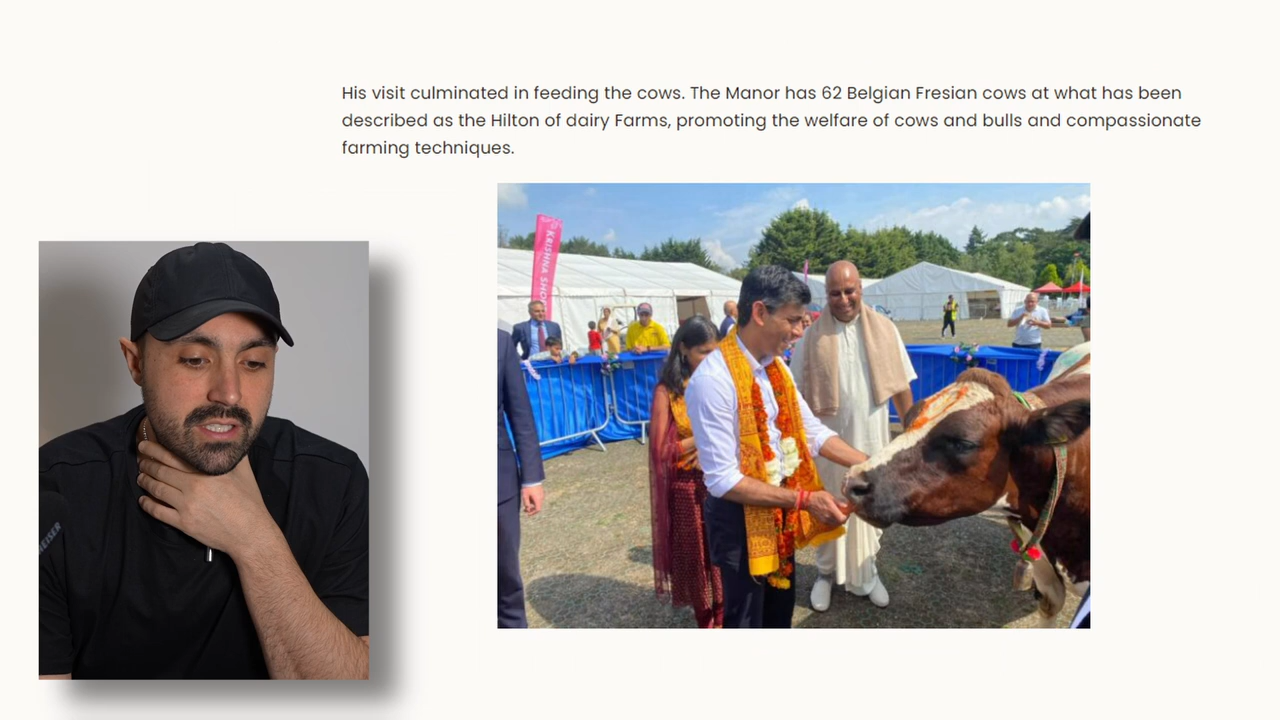 His visit culminated in feeding the cows. The Manor has 62 Belgian Fresian cows at what has been
described as the Hilton of dairy Farms, promoting the welfare of cows and bulls and compassionate
farming techniques.
KRISHNA SHOP